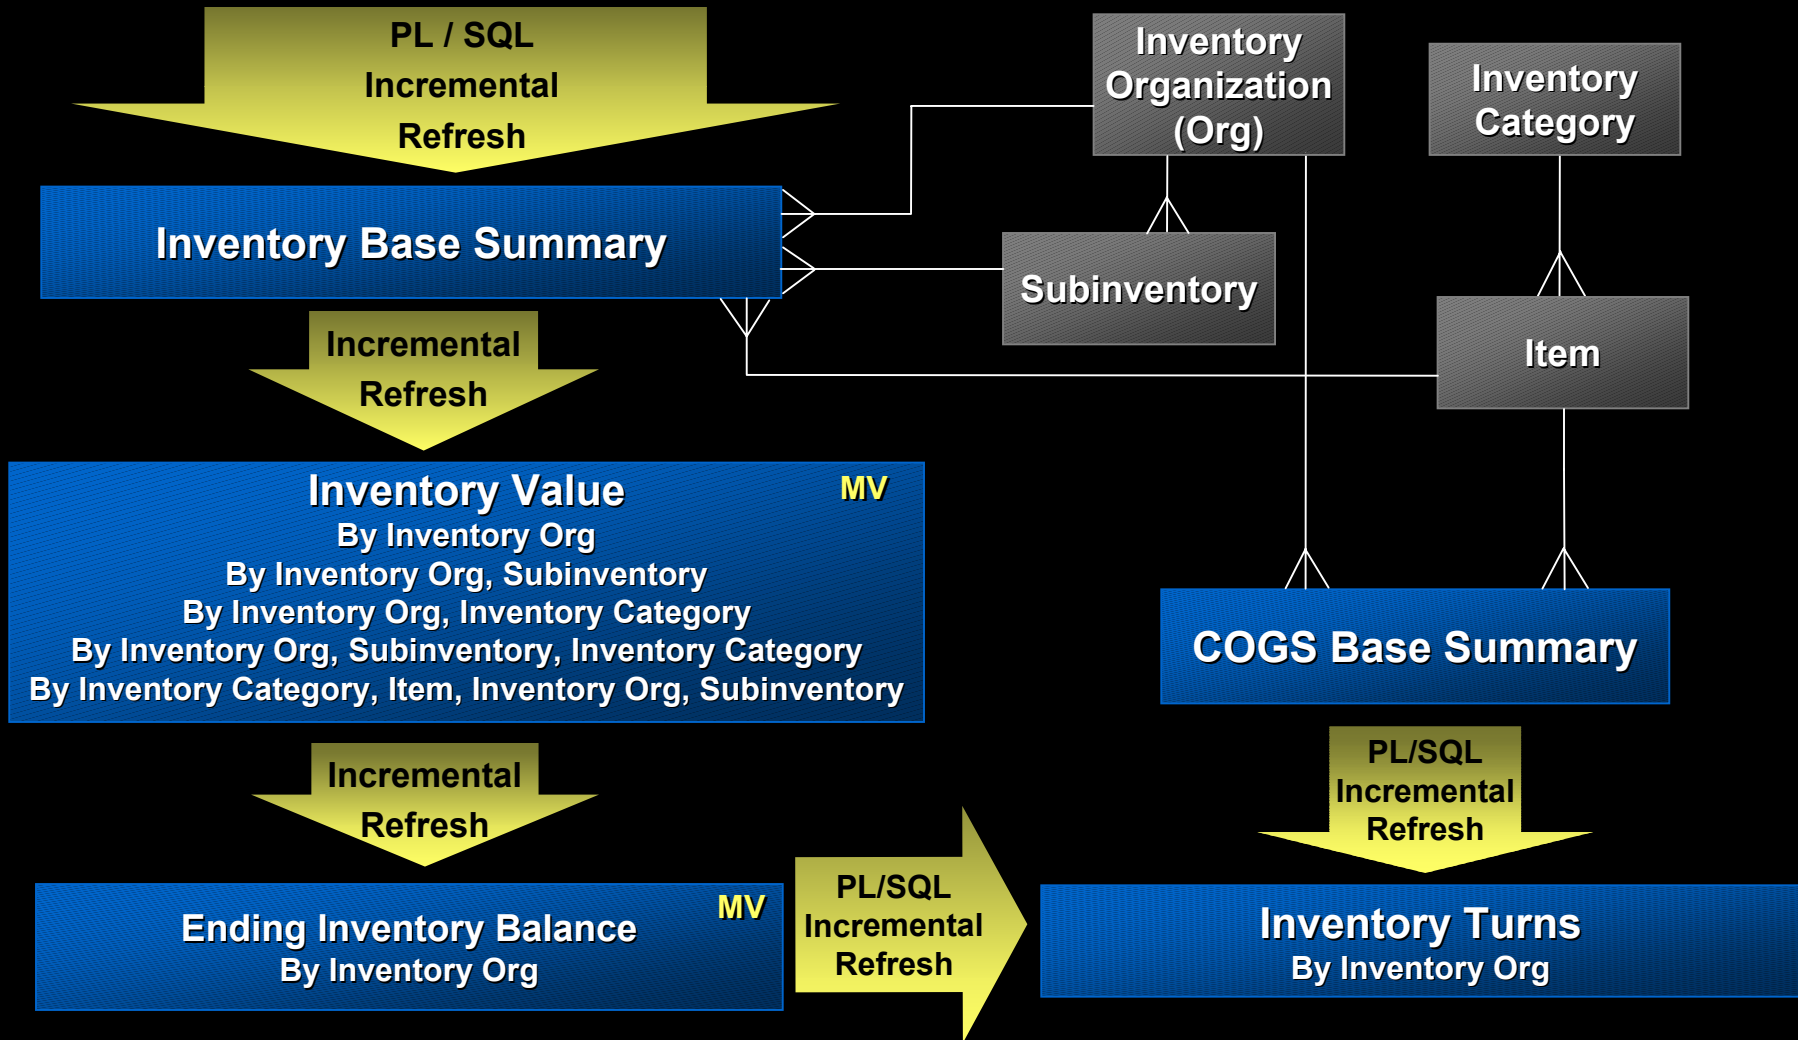 PL / SQL
Incremental
Refresh
Inventory
Organization
(Org)
Inventory
Category
Inventory Base Summary
Subinventory
Item
Incremental
Refresh
Inventory Value
MV
By Inventory Org
By Inventory Org, Subinventory
By Inventory Org, Inventory Category
By Inventory Org, Subinventory, Inventory Category
By Inventory Category, Item, Inventory Org, Subinventory
COGS Base Summary
Incremental
Refresh
PL/SQL
Incremental
Refresh
Ending Inventory Balance
MV
By Inventory Org
PL/SQL
Incremental
Refresh
Inventory Turns
By Inventory Org